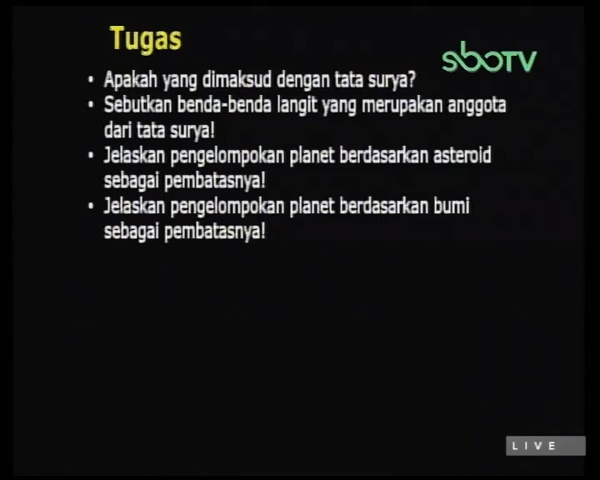 Tugas
sboTV
• Apakah yang dimaksud dengan tata surya?
• Sebutkan benda-benda langit yang merupakan anggota
dari tata surya!
• Jelaskan pengelompokan planet berdasarkan asteroid
sebagai pembatasnya!
• Jelaskan pengelompokan planet berdasarkan bumi
sebagai pembatasnya!
LIVE